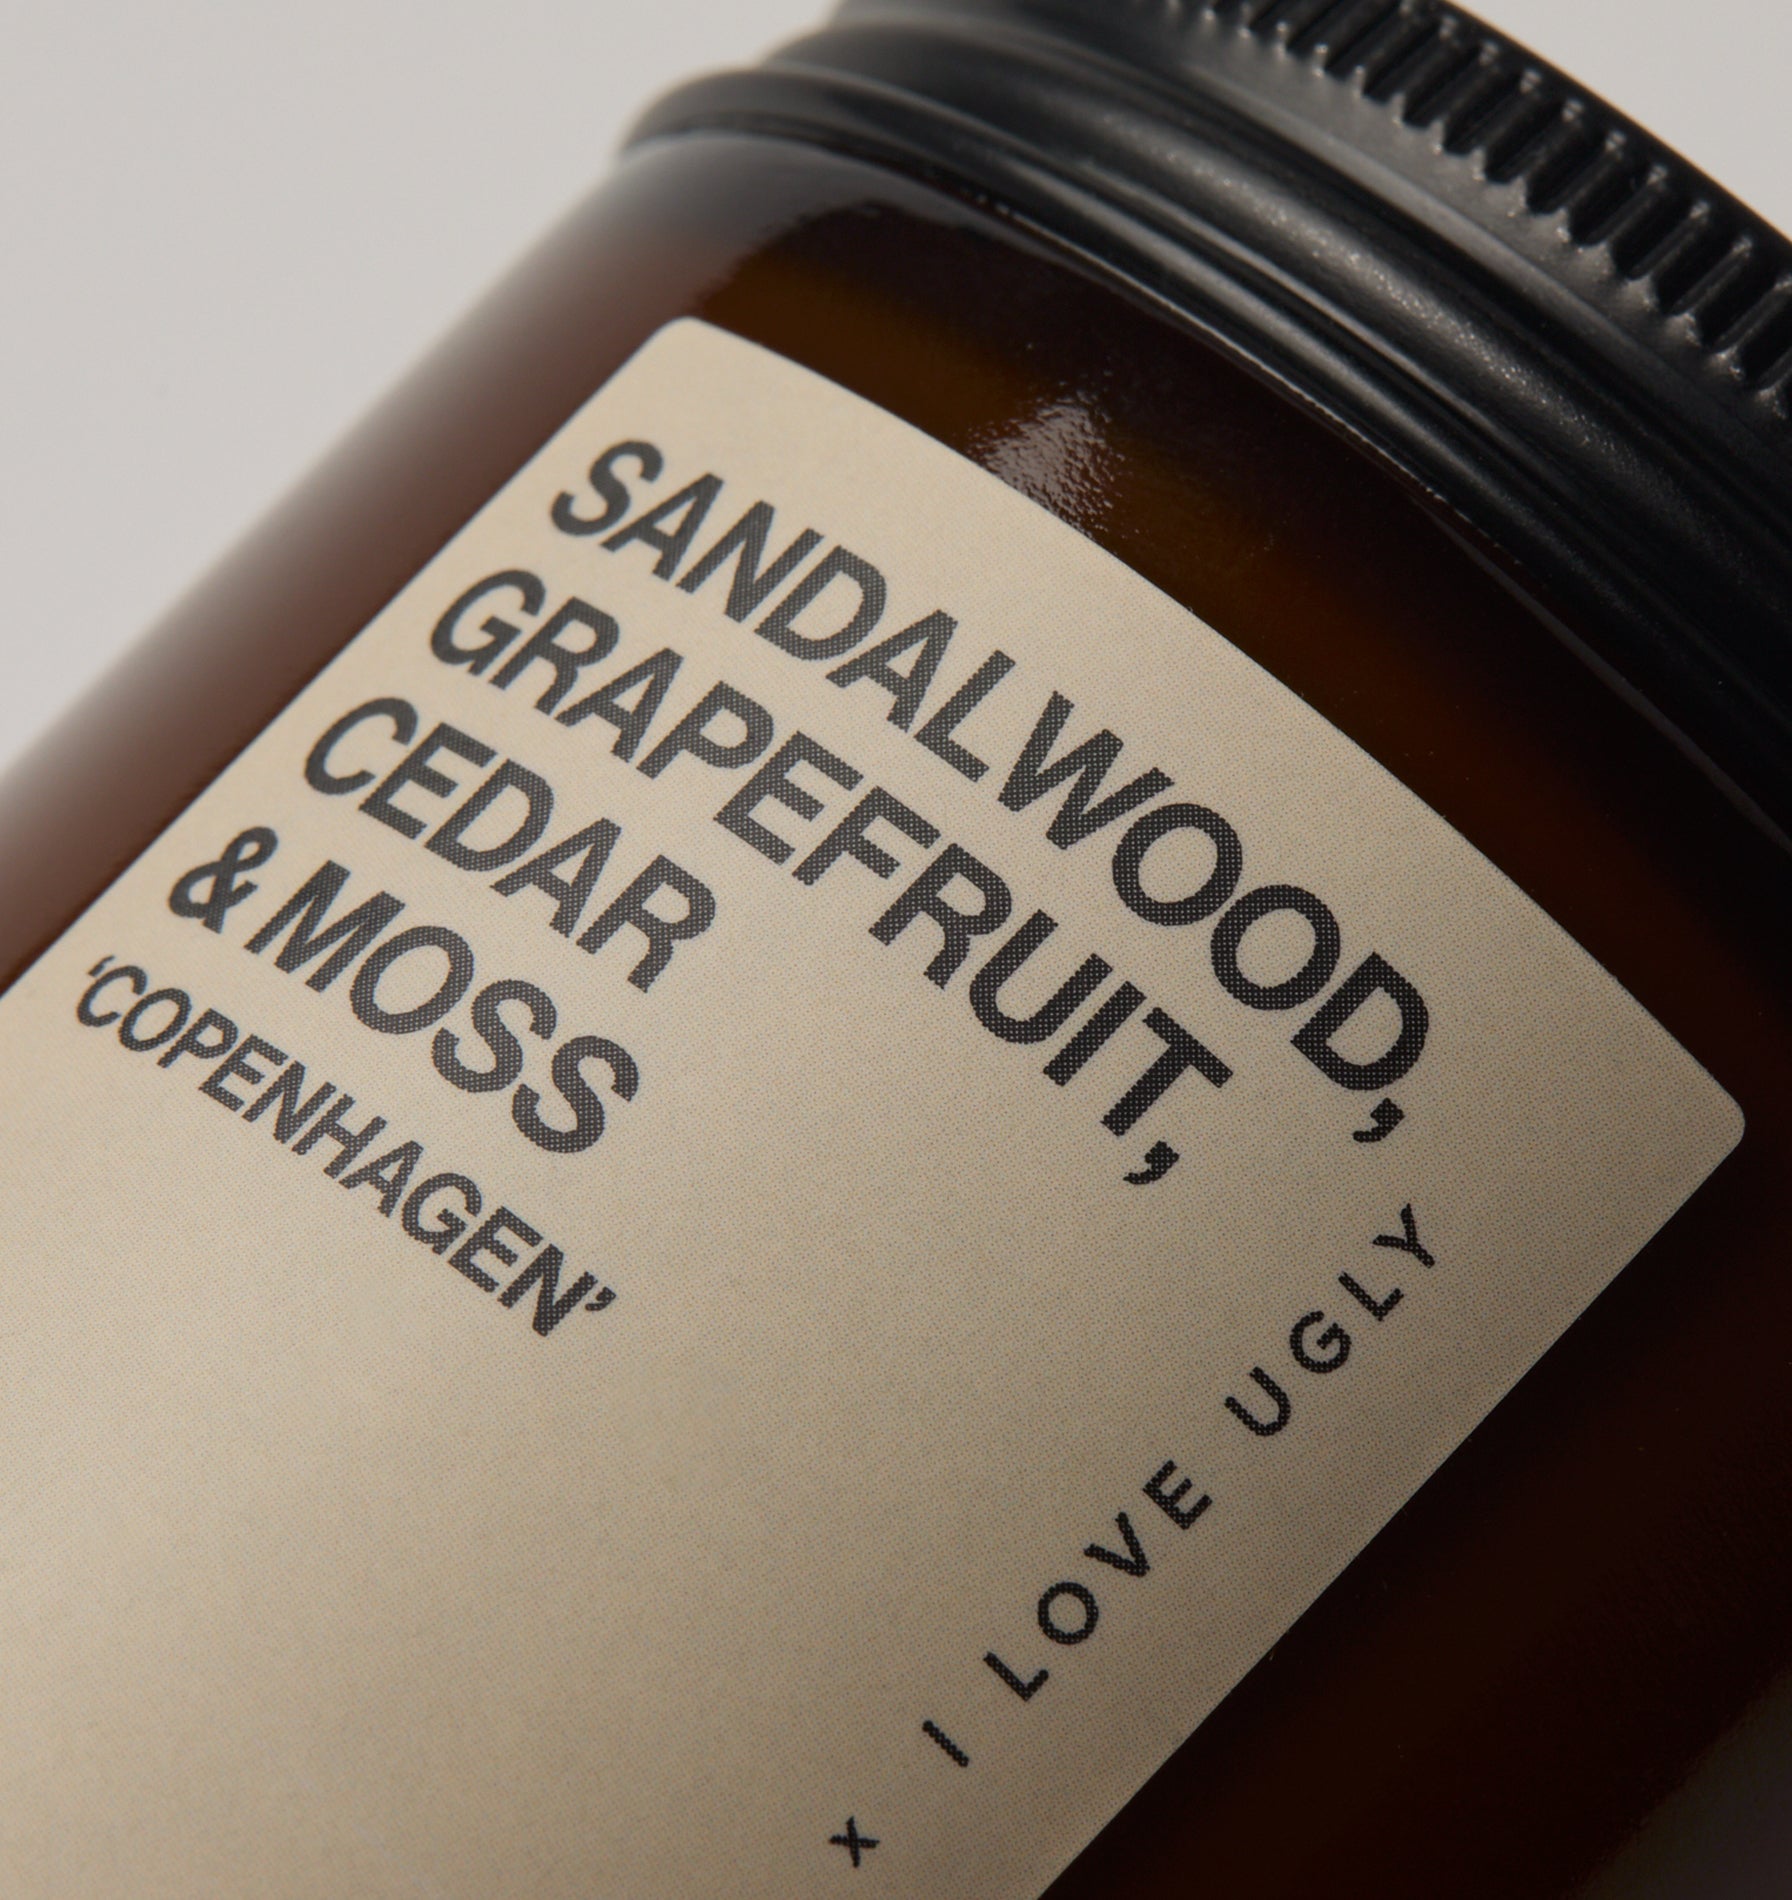 SANDALWOOD,
GRAPEFRUIT,
CEDAR
& MOSS
‘COPENHAGEN’
x I LOVE UGLY